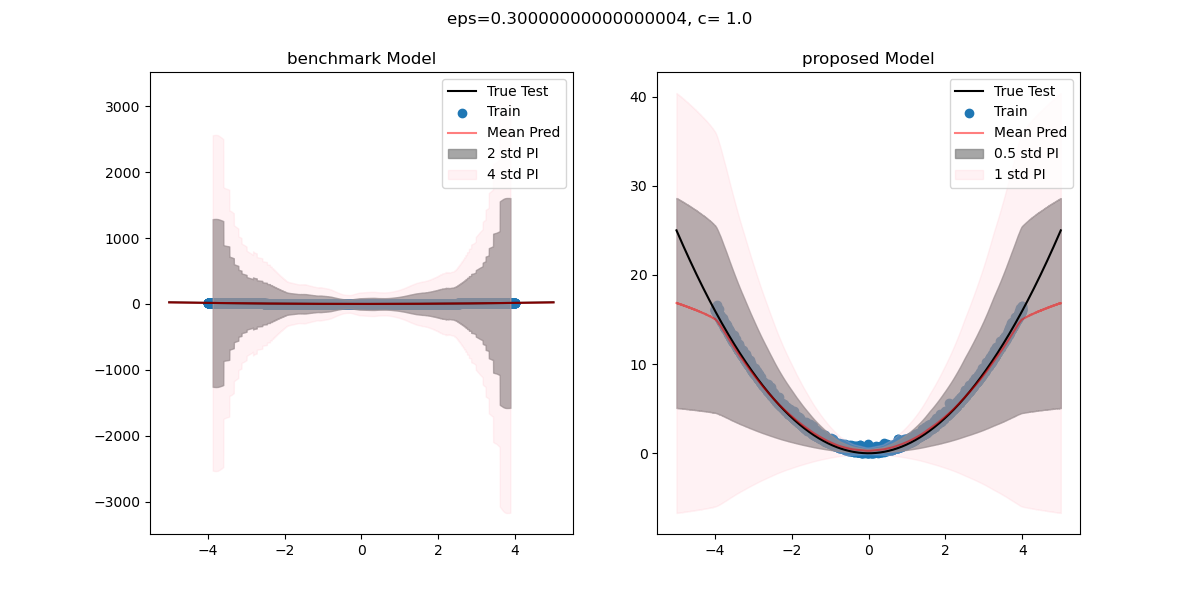 eps=0.30000000000000004, c= 1.0
benchmark Model
3000
2000
1000
0
−1000
−2000
−3000
−4
−2
0
2
4
True Test
Train
Mean Pred
2 std PI
4 std PI
proposed Model
40
30
20
10
0
−4
−2
0
2
4
True Test
Train
Mean Pred
0.5 std PI
1 std PI